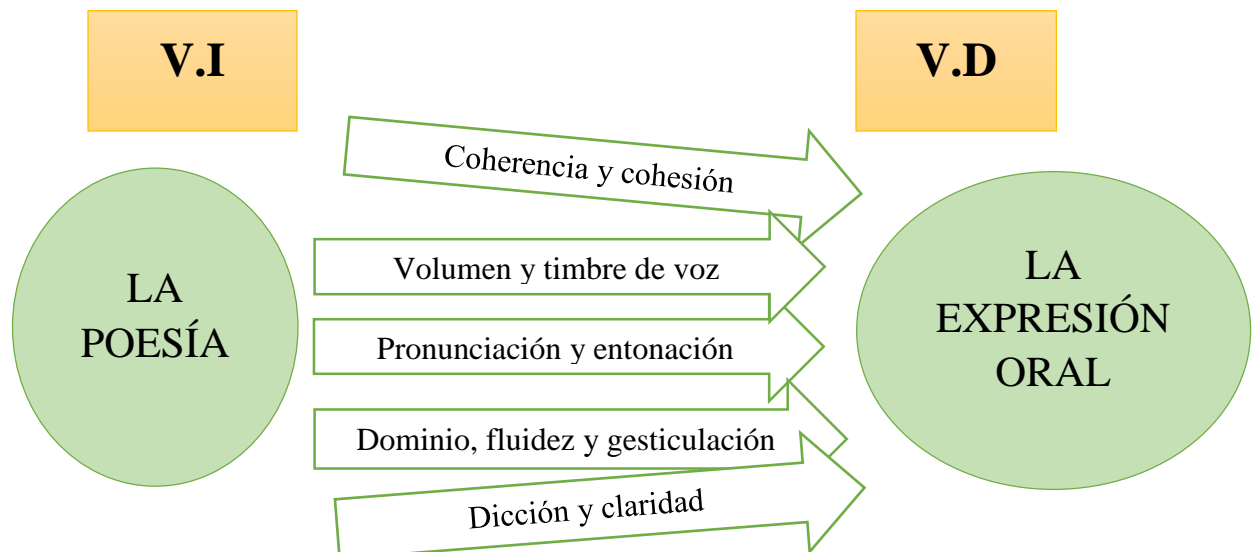 V.I
V.D
Coherencia y cohesión
Volumen y timbre de voz
Pronunciación y entonación
Dominio, fluidez y gesticulación
Dicción y claridad
LA
POESÍA
LA
EXPRESIÓN
ORAL